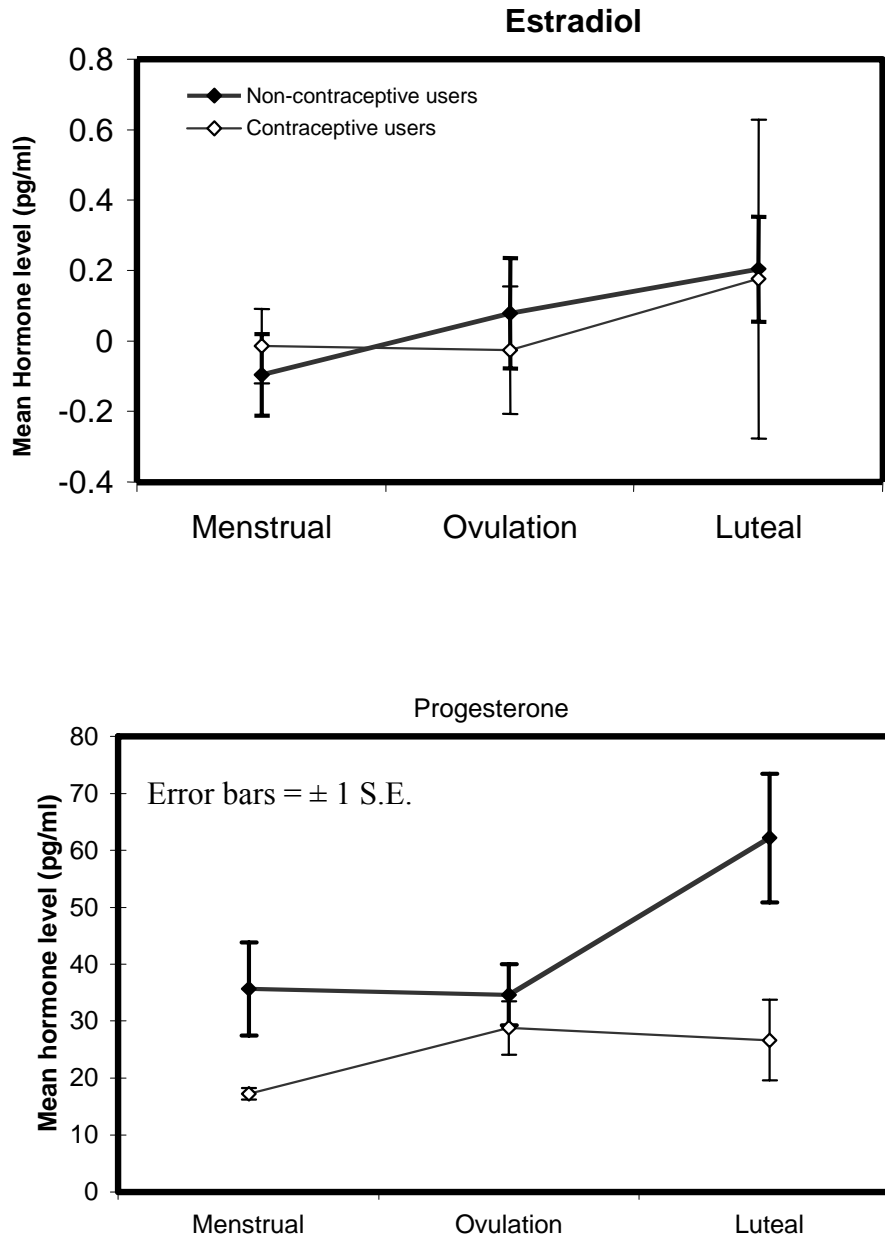 Estradiol
Mean Hormone level (pg/ml)
0.8
0.6
0.4
0.2
0
-0.2
-0.4
Non-contraceptive users
Contraceptive users
Menstrual Ovulation Luteal
Progesterone
Mean hormone level (pg/ml)
80
70
60
50
40
30
20
10
0
Error bars = ± 1 S.E.
Menstrual Ovulation Luteal